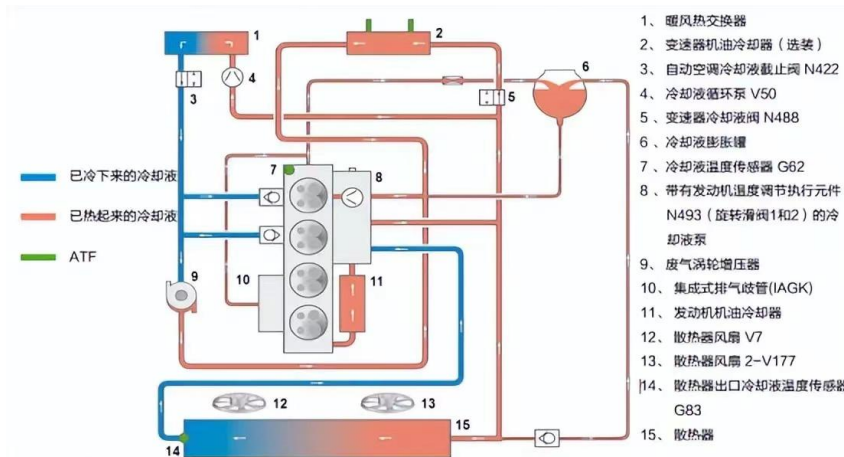 1、暖风热交换器
2、变速器机油冷却器（选装）
3、自动空调冷却液截止阀 N422
4、冷却液循环泵 V50
5、变速器冷却液阀 N488
6、冷却液膨胀罐
7、冷却液温度传感器 G62
8、带有发动机温度调节执行元件
N493（旋转滑阀1和2）的冷
却液泵
9、废气涡轮增压器
10、集成式排气歧管(IAGK)
11、发动机机油冷却器
12、散热器风扇 V7
13、散热器风扇 2-V177
14、散热器出口冷却液温度传感器
G83
15、散热器
已冷下来的冷却液
已热起来的冷却液
ATF
1
2
3
4
5
6
7
8
9
10
11
12
13
14
15